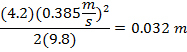 (4.2)(0.385 m/s)² / 2(9.8) = 0.032 m